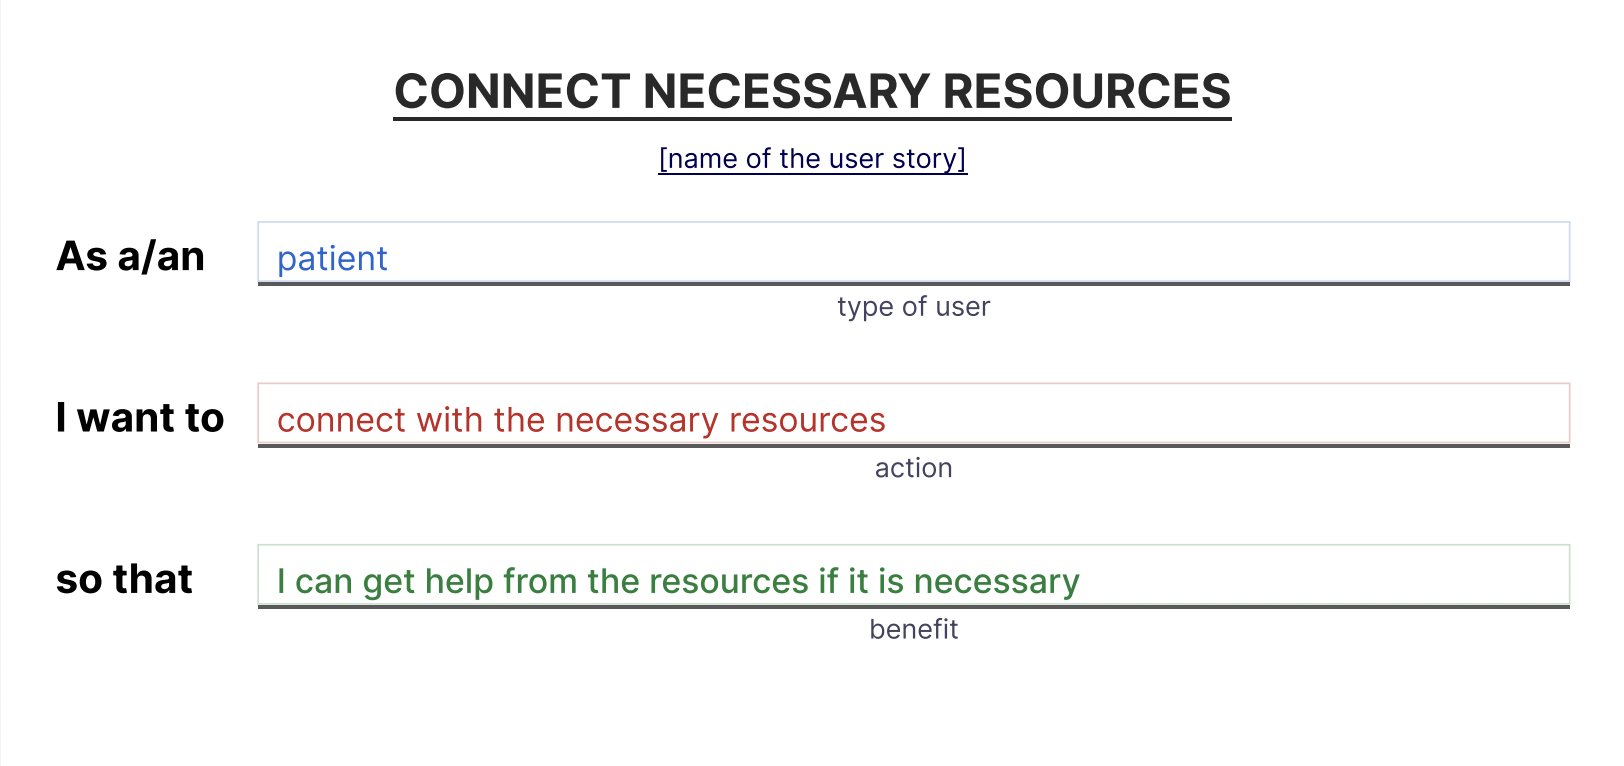 CONNECT NECESSARY RESOURCES
[name of the user story]
As a/an patient
type of user
I want to connect with the necessary resources
action
so that I can get help from the resources if it is necessary
benefit